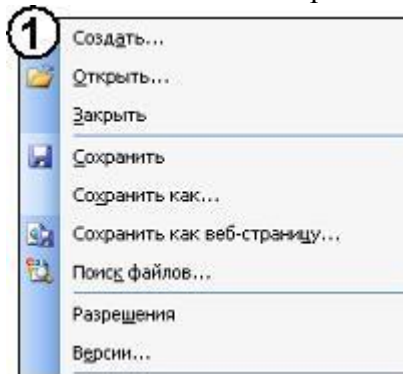 1
Создать...
Открыть...
Закрыть
Сохранить
Сохранить как...
Сохранить как веб-страницу...
Поиск файлов...
Разрешения
Версии...